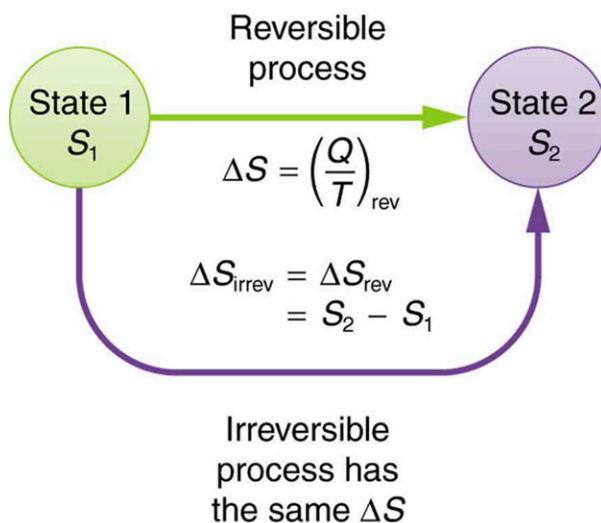 Reversible
process
State 1
S₁
State 2
S₂
ΔS = (Q/T)rev
ΔSirrev = ΔSrev
= S₂ − S₁
Irreversible
process has
the same ΔS